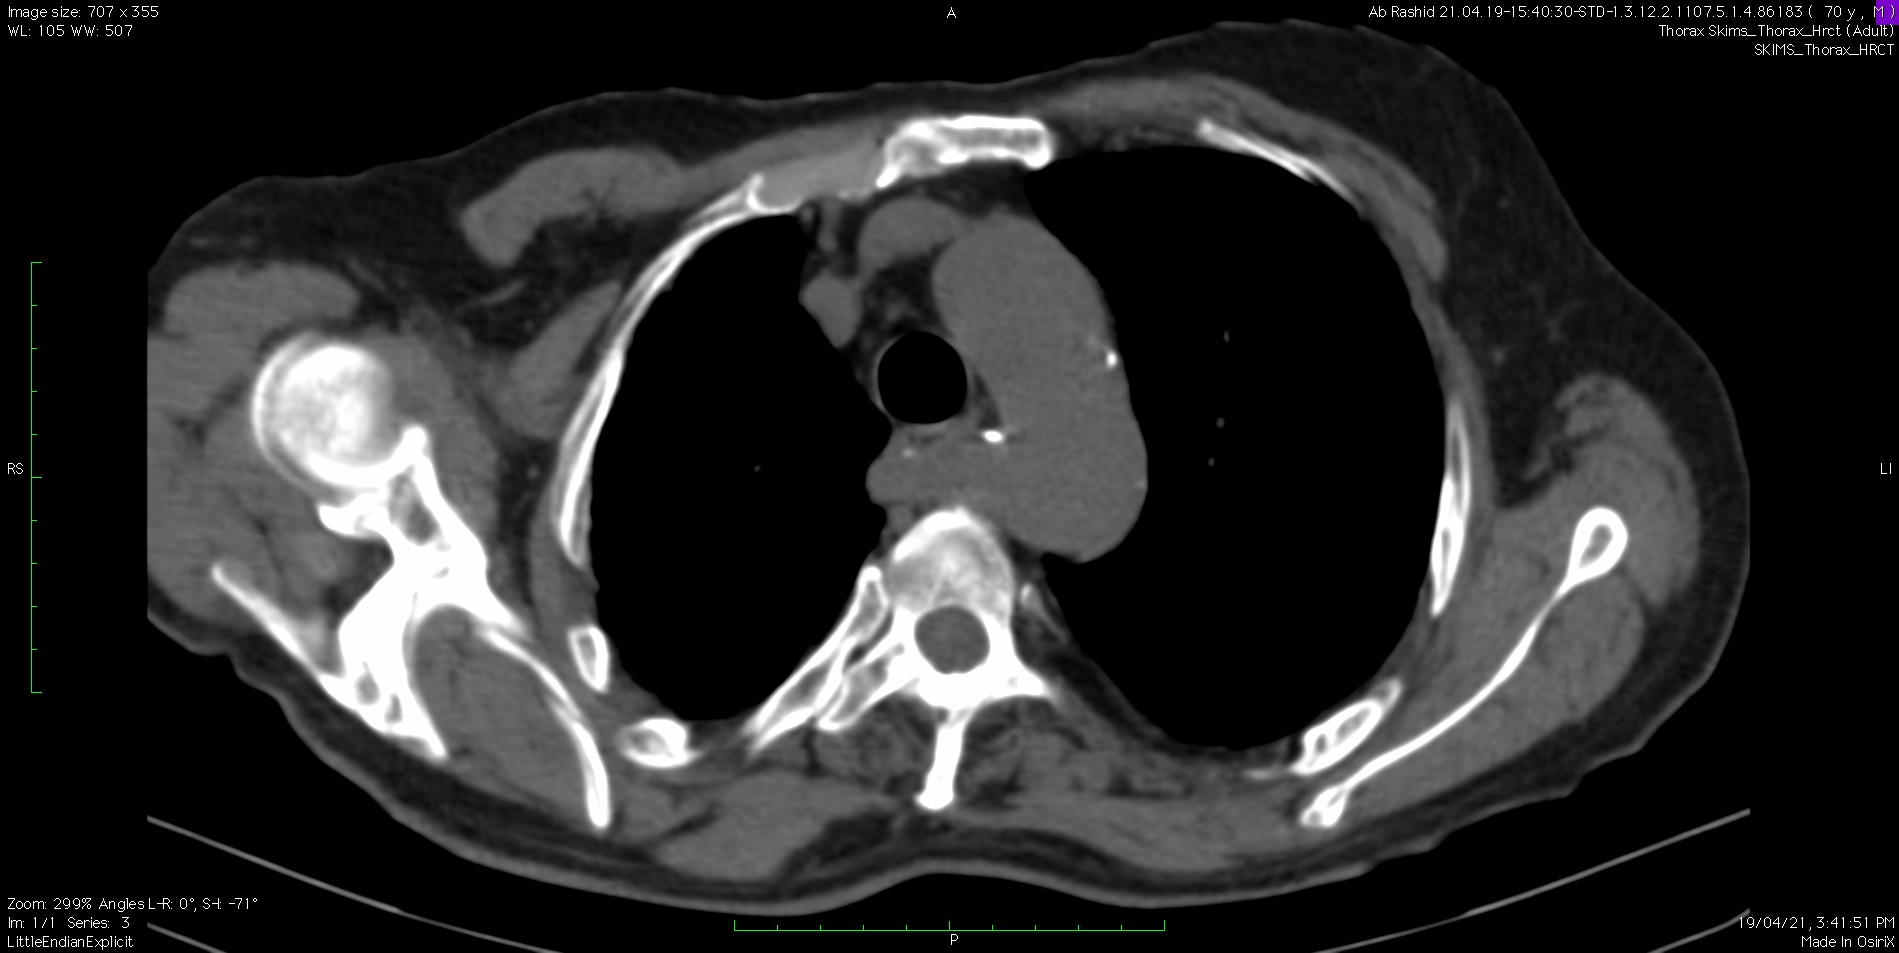 Image size: 707 x 355
WL: 105 WW: 507
A
Ab Rashid 21.04.19-15:40:30-STD-1.3.12.2.1107.5.1.4.86183 ( 70 y , M )
Thorax Skims_Thorax_Hrct (Adult)
SKIMS_Thorax_HRCT
RS
LI
Zoom: 299% Angles L-R: 0°, S-I: -71°
Im: 1/1 Series: 3
LittleEndianExplicit
P
19/04/21, 3:41:51 PM
Made In OsiriX